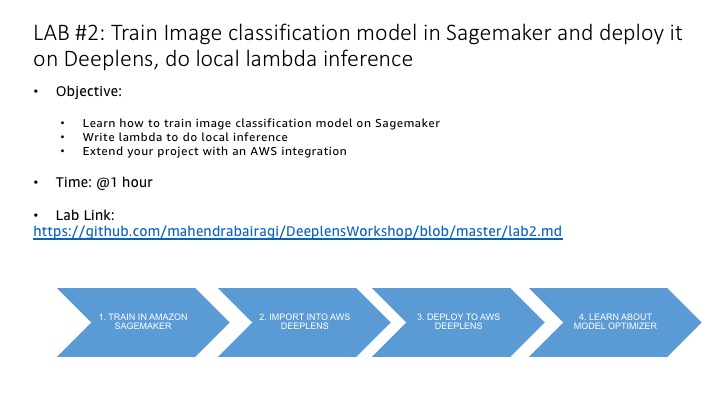 LAB #2: Train Image classification model in Sagemaker and deploy it
on Deeplens, do local lambda inference
• Objective:
• Learn how to train image classification model on Sagemaker
• Write lambda to do local inference
• Extend your project with an AWS integration
• Time: @1 hour
• Lab Link:
https://github.com/mahendrabairagi/DeeplensWorkshop/blob/master/lab2.md
1. TRAIN IN AMAZON
SAGEMAKER
2. IMPORT INTO AWS
DEEPLENS
3. DEPLOY TO AWS
DEEPLENS
4. LEARN ABOUT
MODEL OPTIMIZER